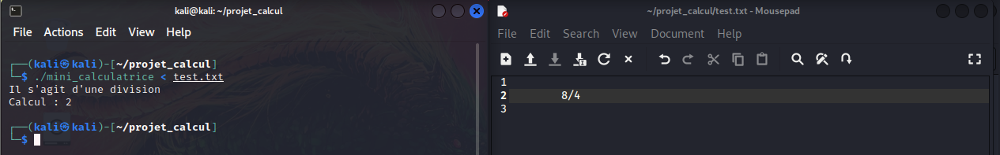 kali@kali: ~/projet_calcul
File Actions Edit View Help
┌──(kali㉿kali)-[~/projet_calcul]
└─$ ./mini_calculatrice < test.txt
Il s'agit d'une division
Calcul : 2
┌──(kali㉿kali)-[~/projet_calcul]
└─$
~/projet_calcul/test.txt - Mousepad
File Edit Search View Document Help
1
2 8/4
3